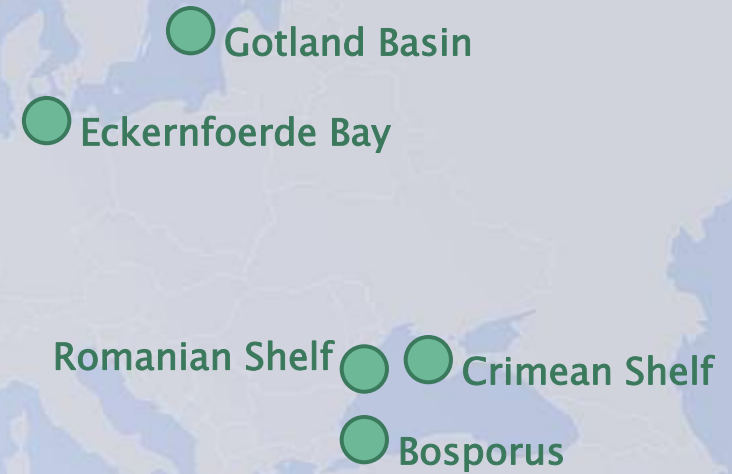 Gotland Basin
Eckernfoerde Bay
Romanian Shelf
Crimean Shelf
Bosporus